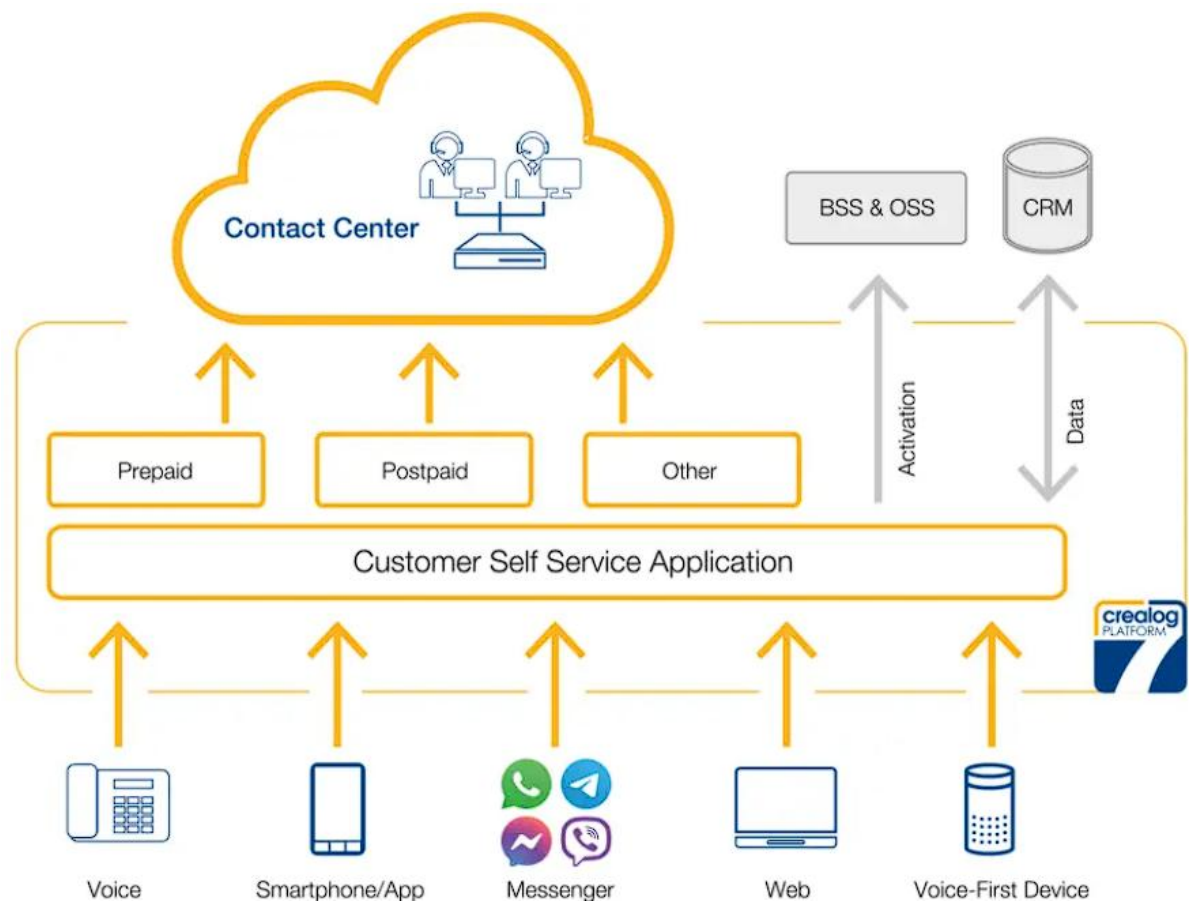 Contact Center
BSS & OSS
CRM
Activation
Data
Prepaid
Postpaid
Other
Customer Self Service Application
crealog
PLATFORM
7
Voice
Smartphone/App
Messenger
Web
Voice-First Device